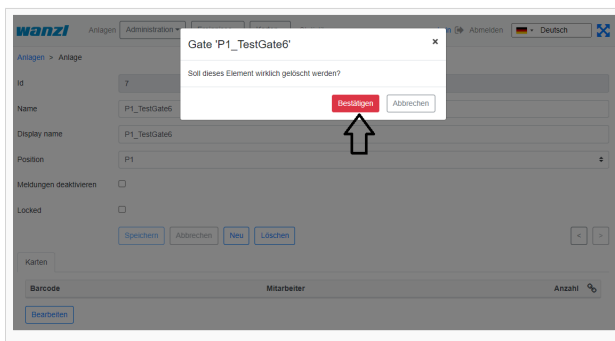 wanzl Anlagen Administration Abmelden Deutsch
Gate 'P1_TestGate6' ×
Anlagen > Anlage
Soll dieses Element wirklich gelöscht werden?
Id 7
Bestätigen Abbrechen
Name P1_TestGate6
Display name P1_TestGate6
Position P1
Meldungen deaktivieren
Locked
Speichern Abbrechen Neu Löschen < >
Karten
Barcode Mitarbeiter Anzahl
Bearbeiten